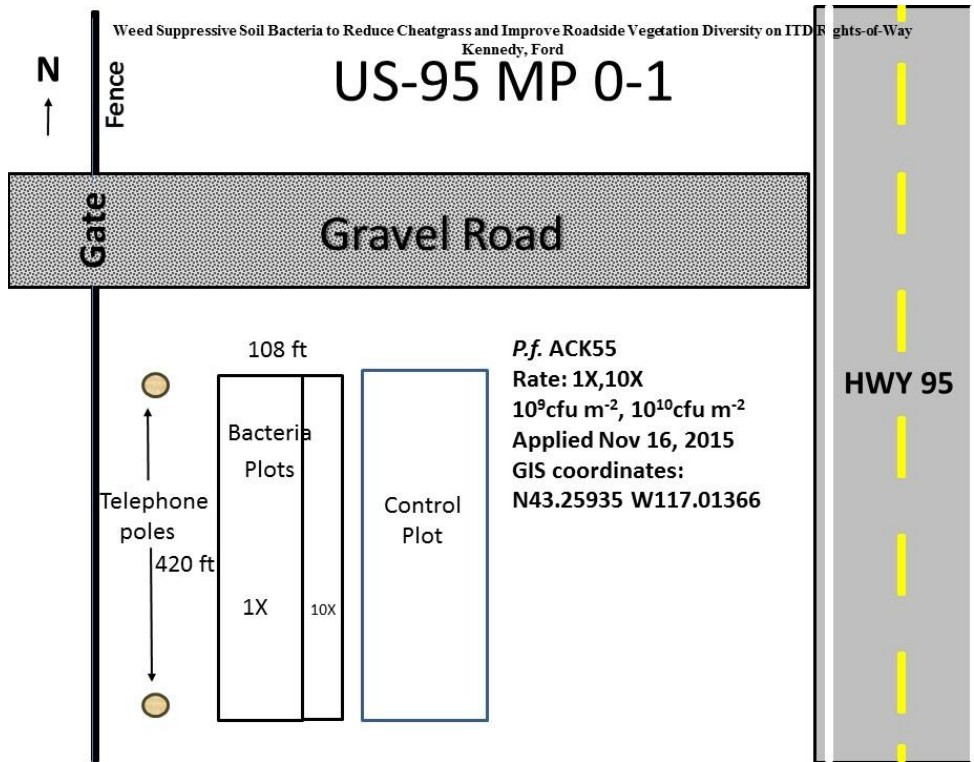 Weed Suppressive Soil Bacteria to Reduce Cheatgrass and Improve Roadside Vegetation Diversity on ITD Rights-of-Way
Kennedy, Ford
US-95 MP 0-1
N
Fence
Gate
Gravel Road
HWY 95
108 ft
Bacteria
Plots
1X
10X
Control
Plot
Telephone
poles
420 ft
P.f. ACK55
Rate: 1X,10X
10⁹cfu m⁻², 10¹⁰cfu m⁻²
Applied Nov 16, 2015
GIS coordinates:
N43.25935 W117.01366